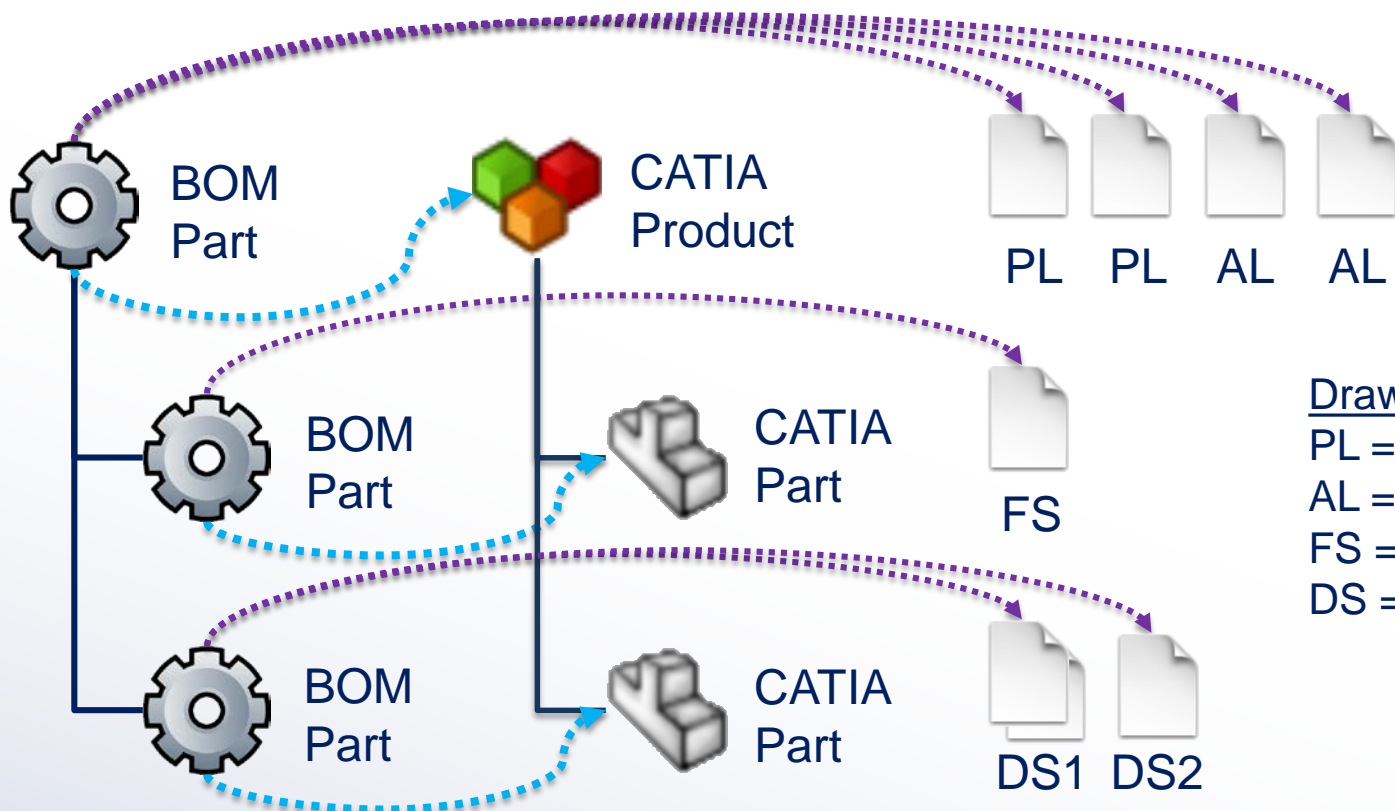 BOM
Part
CATIA
Product
PL
PL
AL
AL
BOM
Part
CATIA
Part
FS
PL =
AL =
FS =
DS =
BOM
Part
CATIA
Part
DS1
DS2